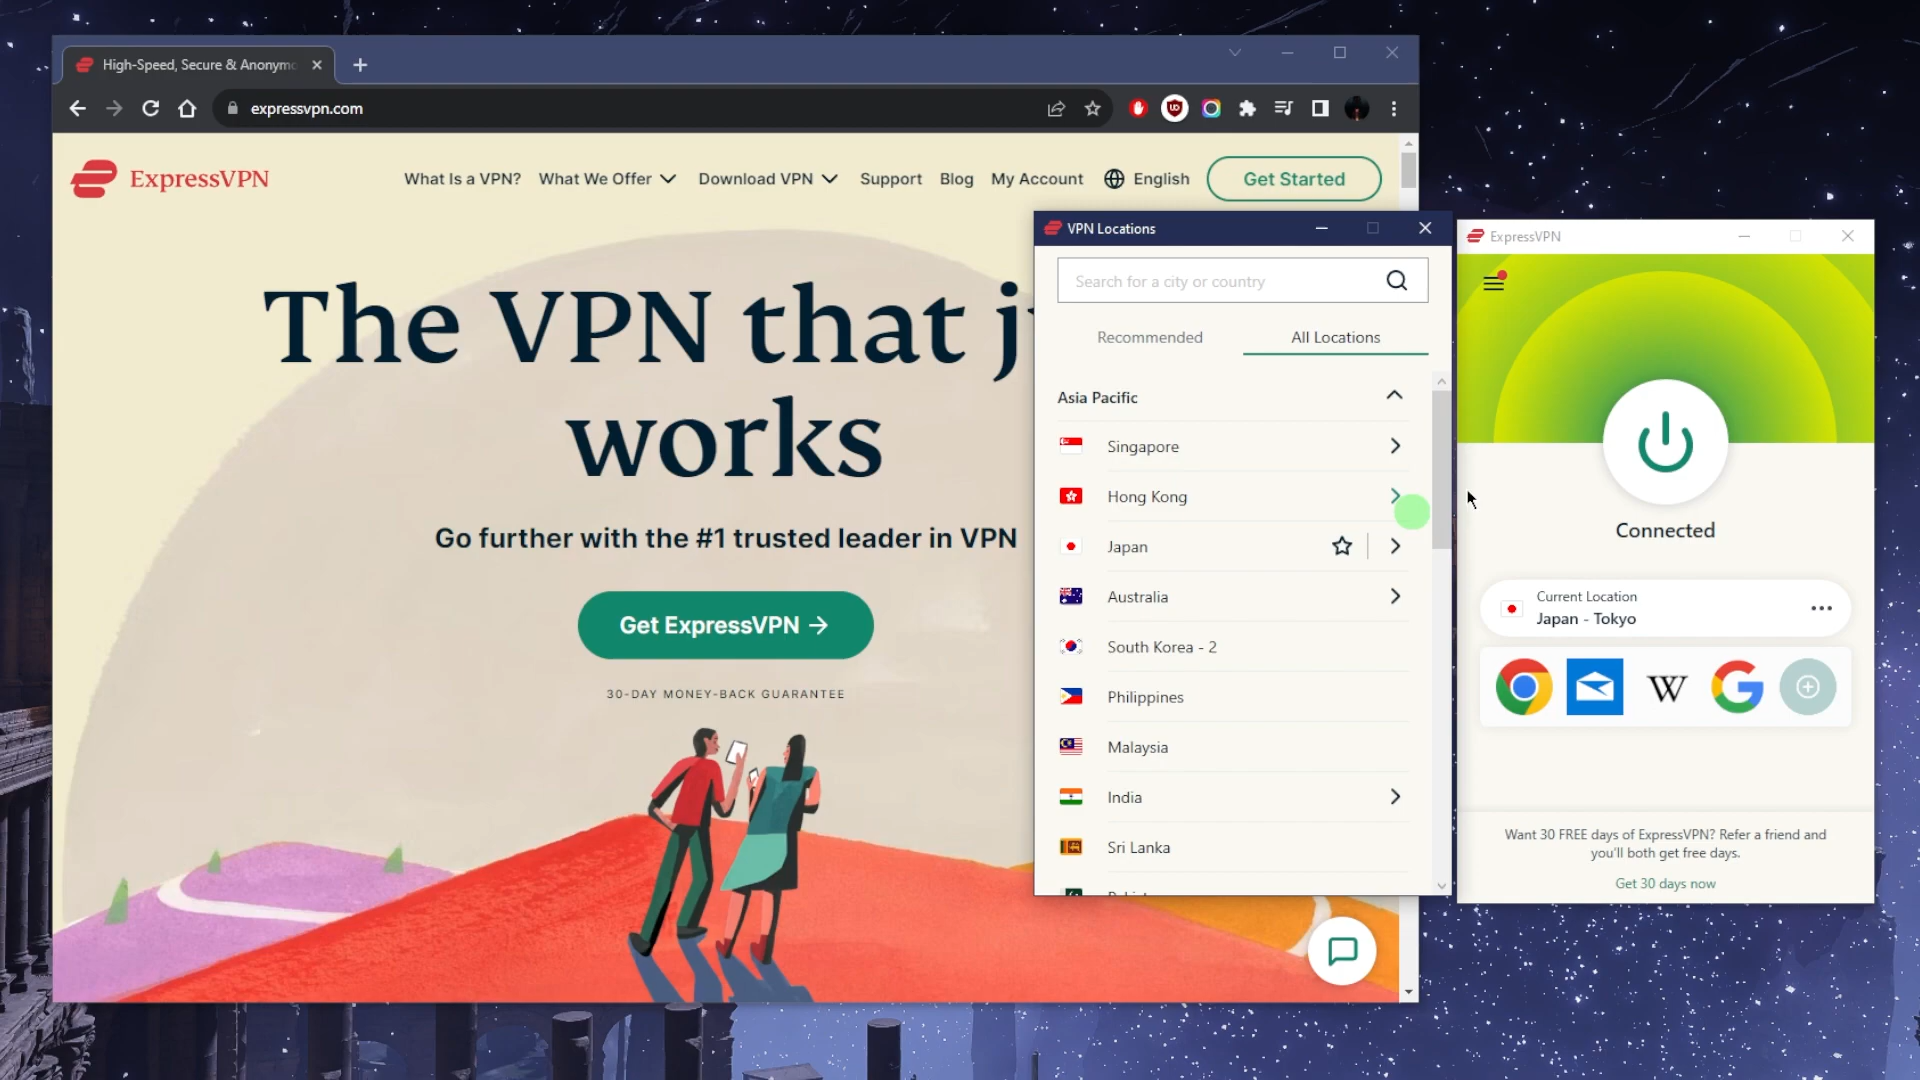 High-Speed, Secure & Anonym
expressvpn.com
ExpressVPN
What Is a VPN?
What We Offer
Download VPN
Support
Blog
My Account
English
Get Started
The VPN that j
works
Go further with the #1 trusted leader in VPN
Get ExpressVPN →
30-DAY MONEY-BACK GUARANTEE
VPN Locations
Search for a city or country
Recommended
All Locations
Asia Pacific
Singapore
Hong Kong
Japan
Australia
South Korea - 2
Philippines
Malaysia
India
Sri Lanka
ExpressVPN
Connected
Current Location
Japan - Tokyo
W
G
Want 30 FREE days of ExpressVPN? Refer a friend and
you'll both get free days.
Get 30 days now